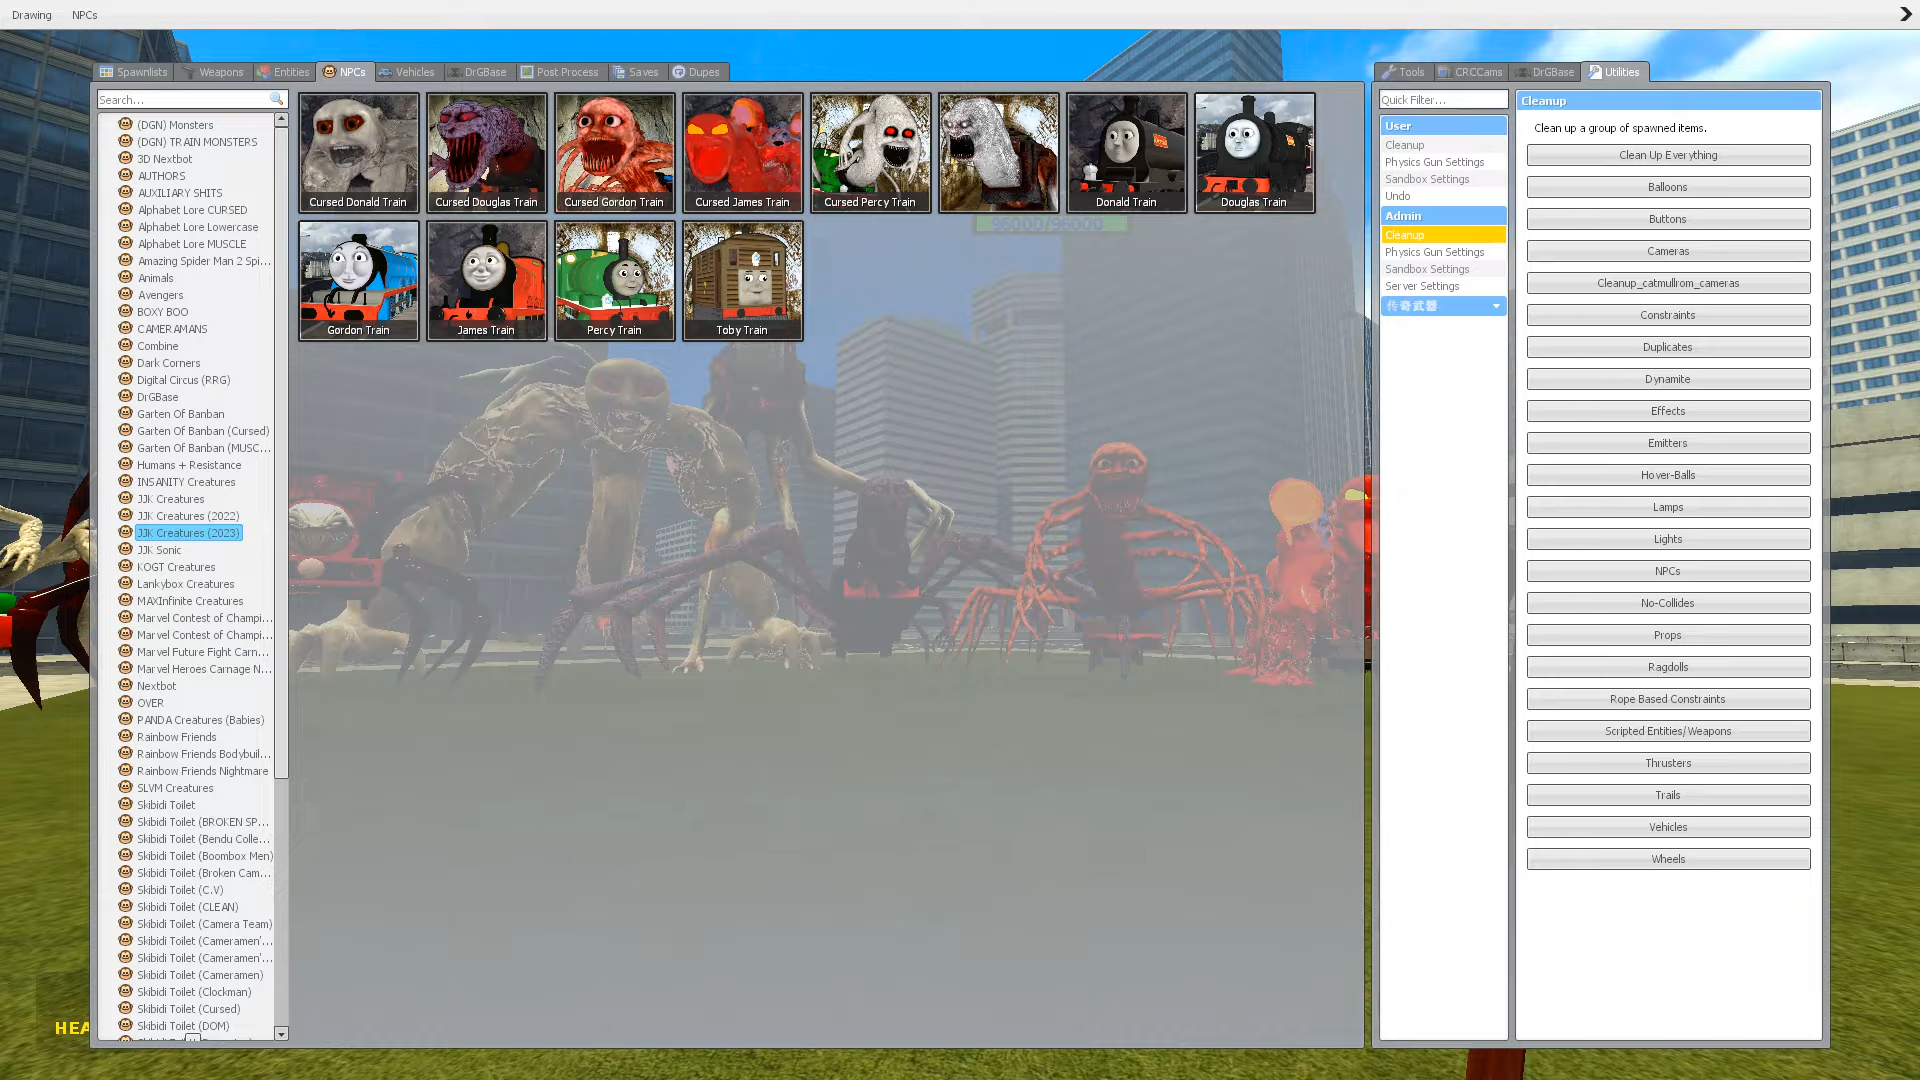 Drawing NPCs
Spawnlists Weapons Entities NPCs Vehicles DrGBase Post Process Saves Dupes
Tools CRCCams DrGBase Utilities
Search...
(DGN) Monsters
(DGN) TRAIN MONSTERS
3D Nextbot
AUTHORS
AUXILIARY SHITS
Alphabet Lore CURSED
Alphabet Lore Lowercase
Alphabet Lore MUSCLE
Amazing Spider Man 2 Spi...
Animals
Avengers
BOXY BOO
CAMERAMANS
Combine
Dark Corners
Digital Circus (RRG)
DrGBase
Garten Of Banban
Garten Of Banban (Cursed)
Garten Of Banban (MUSC...
Humans + Resistance
INSANITY Creatures
JJK Creatures
JJK Creatures (2022)
JJK Creatures (2023)
JJK Sonic
KOGT Creatures
Lankybox Creatures
MAXInfinite Creatures
Marvel Contest of Champi...
Marvel Contest of Champi...
Marvel Future Fight Carn...
Marvel Heroes Carnage N...
Nextbot
OVER
PANDA Creatures (Babies)
Rainbow Friends
Rainbow Friends Bodybuil...
Rainbow Friends Nightmare
SLVM Creatures
Skibidi Toilet
Skibidi Toilet (BROKEN SP...
Skibidi Toilet (Bendu Colle...
Skibidi Toilet (Boombox Men)
Skibidi Toilet (Broken Cam...
Skibidi Toilet (C.V)
Skibidi Toilet (CLEAN)
Skibidi Toilet (Camera Team)
Skibidi Toilet (Cameramen'...
Skibidi Toilet (Cameramen'...
Skibidi Toilet (Cameramen)
Skibidi Toilet (Clockman)
Skibidi Toilet (Cursed)
Skibidi Toilet (DOM)
Cursed Donald Train
Cursed Douglas Train
Cursed Gordon Train
Cursed James Train
Cursed Percy Train
Donald Train
Douglas Train
Gordon Train
James Train
Percy Train
Toby Train
98000/98000
HEA
Quick Filter...
User
Cleanup
Physics Gun Settings
Sandbox Settings
Undo
Admin
Cleanup
Physics Gun Settings
Sandbox Settings
Server Settings
传奇武器
Cleanup
Clean up a group of spawned items.
Clean Up Everything
Balloons
Buttons
Cameras
Cleanup_catmullrom_cameras
Constraints
Duplicates
Dynamite
Effects
Emitters
Hover-Balls
Lamps
Lights
NPCs
No-Collides
Props
Ragdolls
Rope Based Constraints
Scripted Entities/Weapons
Thrusters
Trails
Vehicles
Wheels